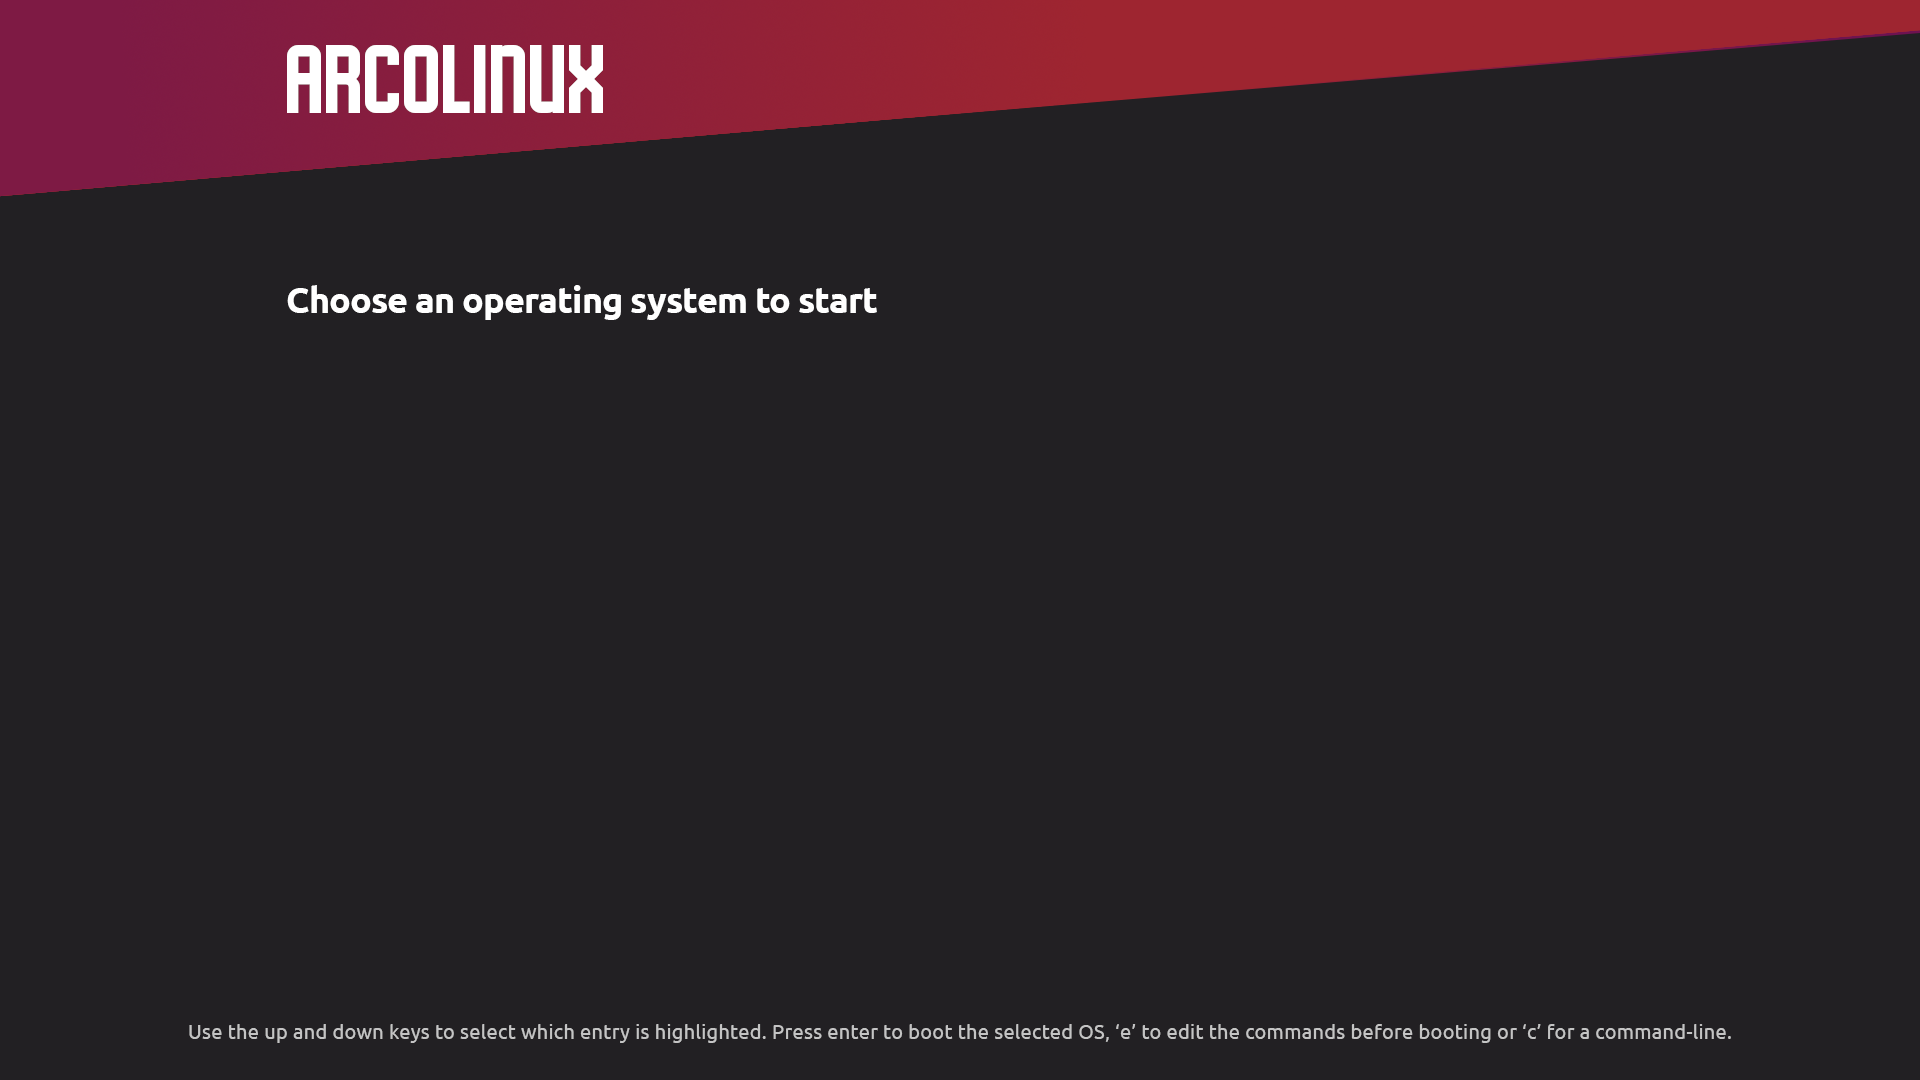 ARCOLINUX
Choose an operating system to start
Use the up and down keys to select which entry is highlighted. Press enter to boot the selected OS, ‘e’ to edit the commands before booting or ‘c’ for a command-line.